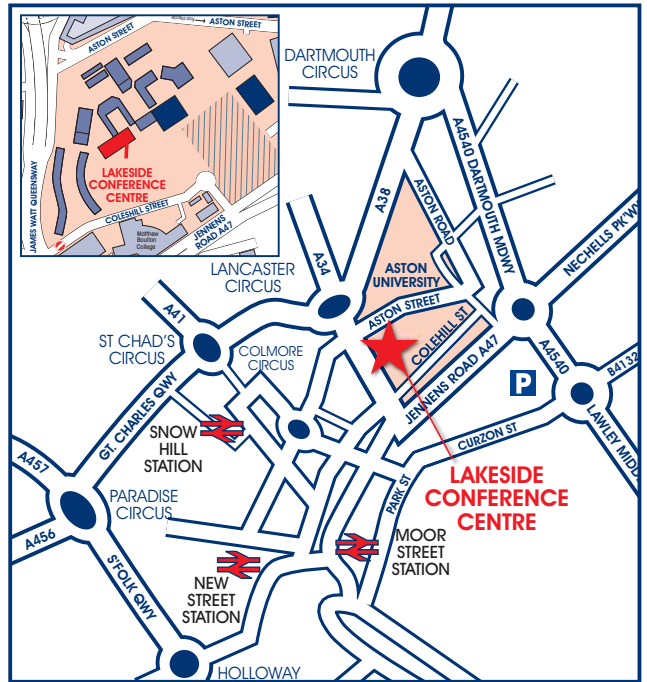 ASTON STREET
ASTON STREET
LAKESIDE
CONFERENCE
CENTRE
JAMES WATT QUEENSWAY
COLESHILL STREET
Matthew
Boulton
College
JENNENS
ROAD A47
DARTMOUTH
CIRCUS
A4540 DARTMOUTH MDWY
A38
ASTON ROAD
NECHELLS PK'W
A34
LANCASTER
CIRCUS
ASTON
UNIVERSITY
ASTON STREET
A41
ST CHAD'S
CIRCUS
COLMORE
CIRCUS
COLEHILL ST
JENNENS ROAD A47
A4540
B4132
P
GT. CHARLES QWY
SNOW
HILL
STATION
CURZON ST
LAWLEY MIDD
A457
PARADISE
CIRCUS
PARK ST
LAKESIDE
CONFERENCE
CENTRE
A456
S'FOLK QWY
MOOR
STREET
STATION
NEW
STREET
STATION
HOLLOWAY